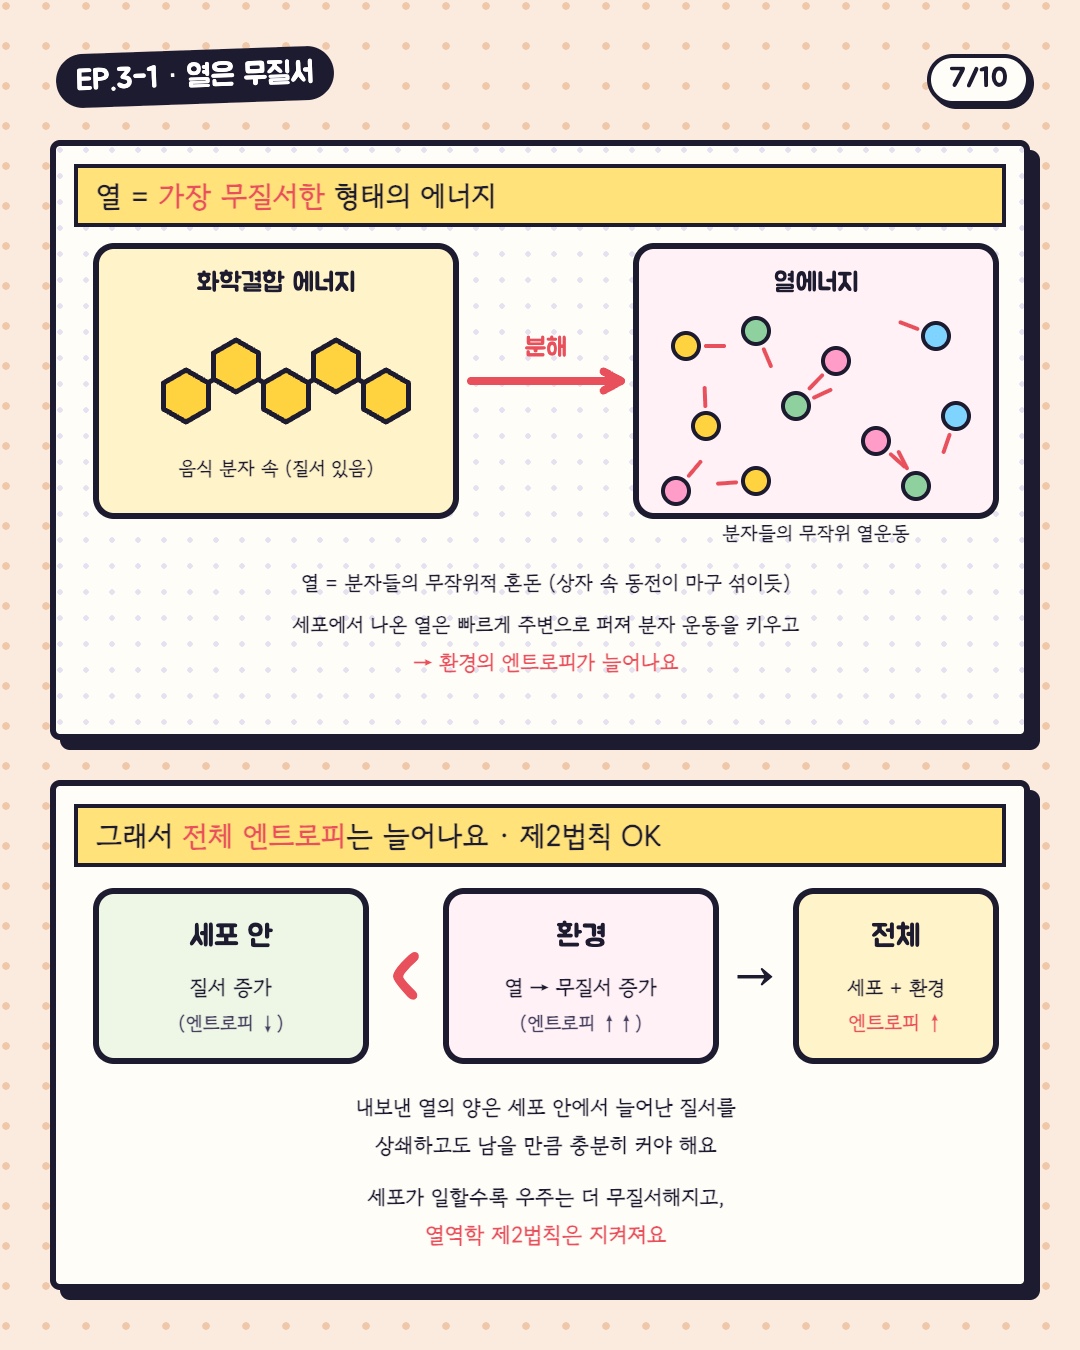 EP.3-1 · 열은 무질서
7/10
열 = 가장 무질서한 형태의 에너지
화학결합 에너지
음식 분자 속 (질서 있음)
분해
열에너지
분자들의 무작위 열운동
열 = 분자들의 무작위적 혼돈 (상자 속 동전이 마구 섞이듯)
세포에서 나온 열은 빠르게 주변으로 퍼져 분자 운동을 키우고
→ 환경의 엔트로피가 늘어나요
그래서 전체 엔트로피는 늘어나요 · 제2법칙 OK
세포 안
질서 증가
(엔트로피 ↓)
<
환경
열 → 무질서 증가
(엔트로피 ↑↑)
→
전체
세포 + 환경
엔트로피 ↑
내보낸 열의 양은 세포 안에서 늘어난 질서를
상쇄하고도 남을 만큼 충분히 커야 해요
세포가 일할수록 우주는 더 무질서해지고,
열역학 제2법칙은 지켜져요